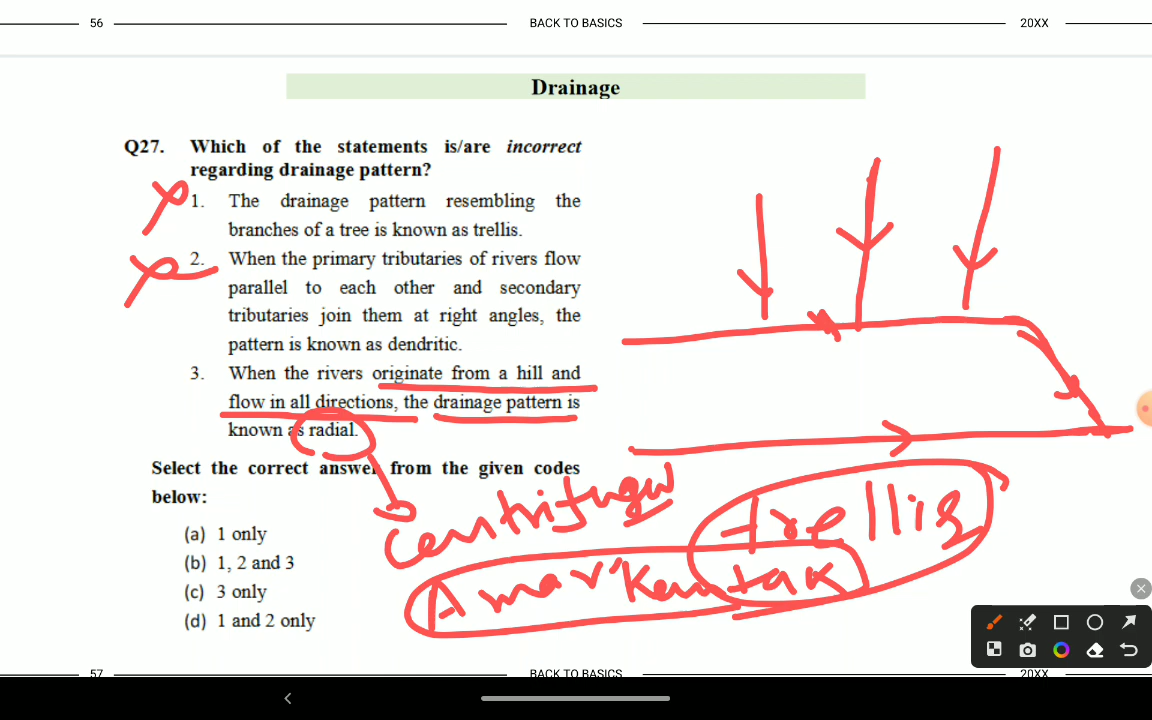 56 BACK TO BASICS 20XX
Drainage
Q27. Which of the statements is/are incorrect
regarding drainage pattern?
1. The drainage pattern resembling the
branches of a tree is known as trellis.
2. When the primary tributaries of rivers flow
parallel to each other and secondary
tributaries join them at right angles, the
pattern is known as dendritic.
3. When the rivers originate from a hill and
flow in all directions, the drainage pattern is
known as radial.
Select the correct answer from the given codes
below:
(a) 1 only
(b) 1, 2 and 3
(c) 3 only
(d) 1 and 2 only
Trellis
Amarkantak
57 BACK TO BASICS 20XX